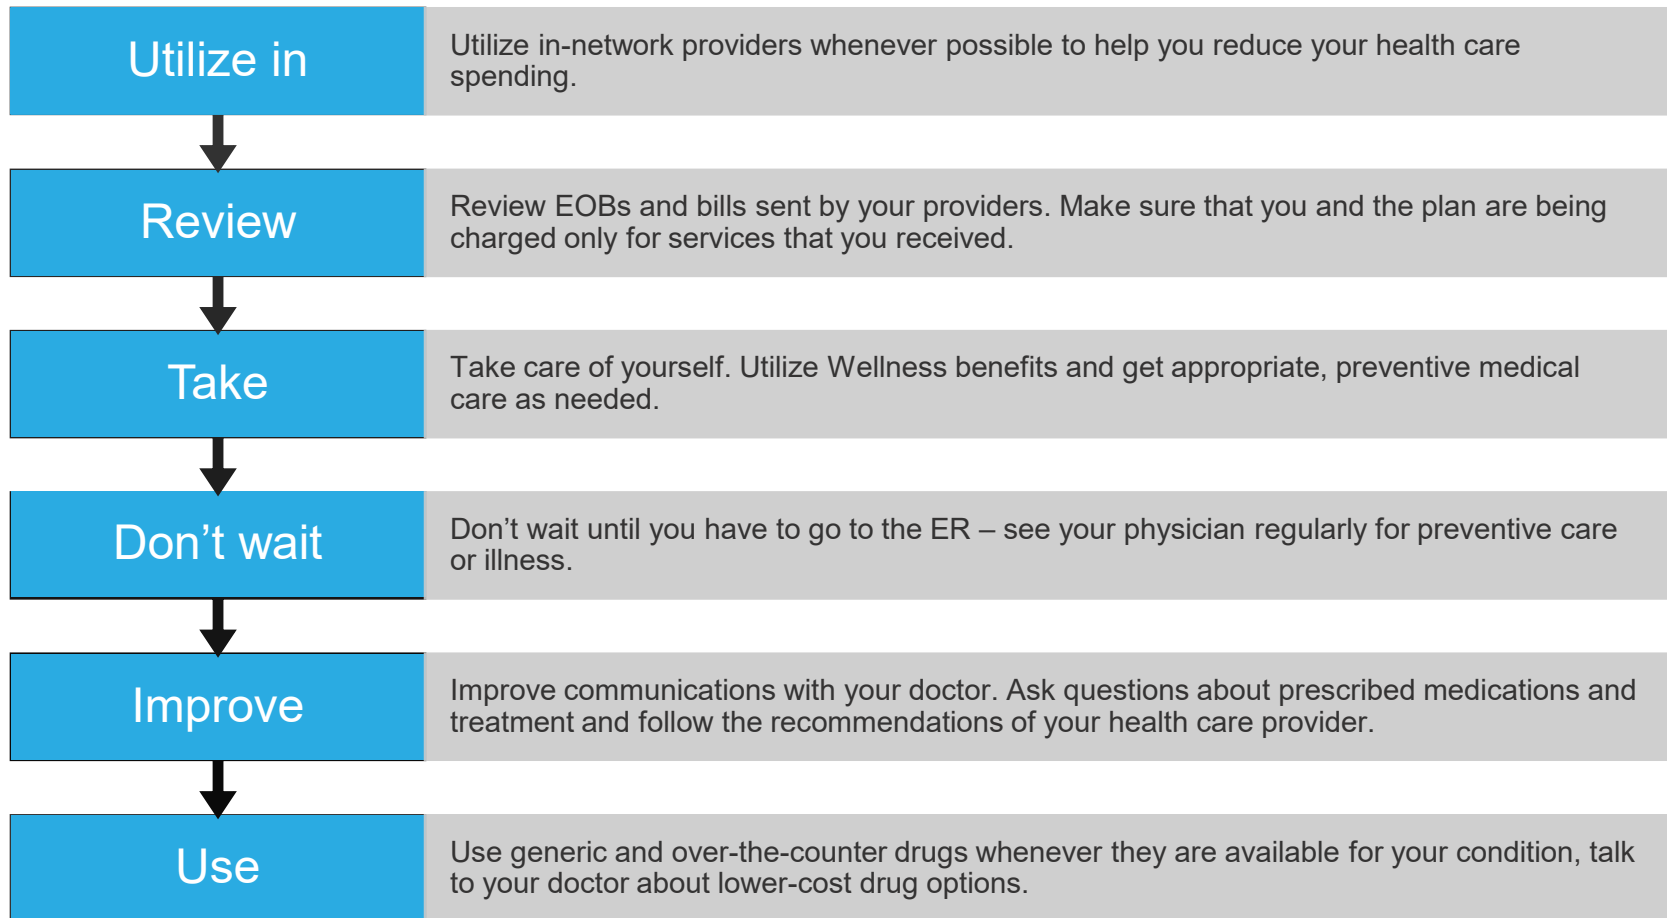 Utilize in
Utilize in-network providers whenever possible to help you reduce your health care
spending.
Review
Review EOBs and bills sent by your providers. Make sure that you and the plan are being
charged only for services that you received.
Take
Take care of yourself. Utilize Wellness benefits and get appropriate, preventive medical
care as needed.
Don’t wait
Don’t wait until you have to go to the ER – see your physician regularly for preventive care
or illness.
Improve
Improve communications with your doctor. Ask questions about prescribed medications and
treatment and follow the recommendations of your health care provider.
Use
Use generic and over-the-counter drugs whenever they are available for your condition, talk
to your doctor about lower-cost drug options.